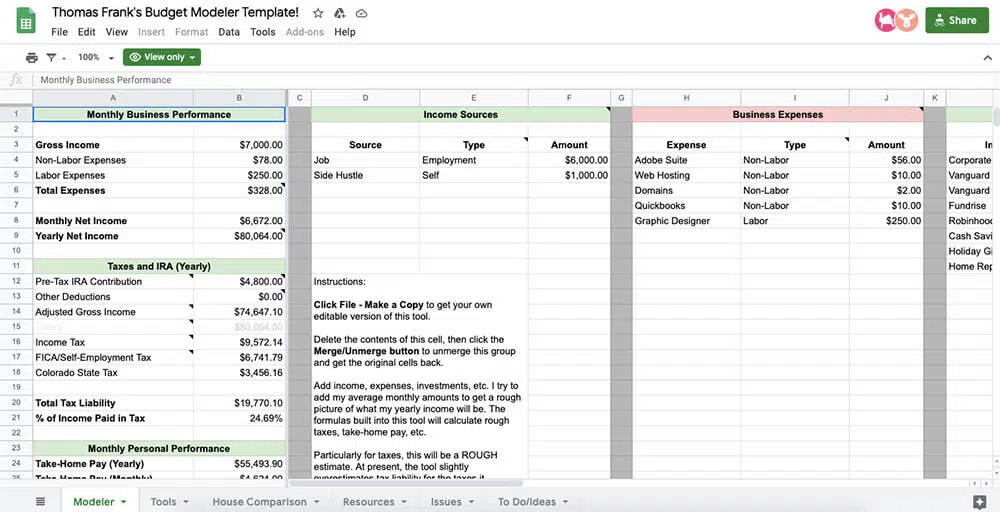 Thomas Frank's Budget Modeler Template!
File Edit View Insert Format Data Tools Add-ons Help
Share
100% View only
fx Monthly Business Performance
A B C D E F G H I J K
1 Monthly Business Performance Income Sources Business Expenses
2
3 Gross Income $7,000.00 Source Type Amount Expense Type Amount In
4 Non-Labor Expenses $78.00 Job Employment $6,000.00 Adobe Suite Non-Labor $56.00 Corporate
5 Labor Expenses $250.00 Side Hustle Self $1,000.00 Web Hosting Non-Labor $10.00 Vanguard
6 Total Expenses $328.00 Domains Non-Labor $2.00 Vanguard
7 Quickbooks Non-Labor $10.00 Fundrise
8 Monthly Net Income $6,672.00 Graphic Designer Labor $250.00 Robinhood
9 Yearly Net Income $80,064.00 Cash Savi
10 Holiday Gi
11 Taxes and IRA (Yearly) Home Rep
12 Pre-Tax IRA Contribution $4,800.00 Instructions:
13 Other Deductions $0.00
14 Adjusted Gross Income $74,647.10 Click File - Make a Copy to get your own
editable version of this tool.
15 Salary $80,064.00
16 Income Tax $9,572.14 Delete the contents of this cell, then click the
17 FICA/Self-Employment Tax $6,741.79 Merge/Unmerge button to unmerge this group
and get the original cells back.
18 Colorado State Tax $3,456.16
19 Add income, expenses, investments, etc. I try to
20 Total Tax Liability $19,770.10 add my average monthly amounts to get a rough
picture of what my yearly income will be. The
21 % of Income Paid in Tax 24.69% formulas built into this tool will calculate rough
22 taxes, take-home pay, etc.
23 Monthly Personal Performance Particularly for taxes, this will be a ROUGH
24 Take-Home Pay (Yearly) $55,493.90 estimate. At present, the tool slightly
25 Take-Home Pay (Monthly) $4,624.00 overestimates tax liability for the taxes it
Modeler Tools House Comparison Resources Issues To Do/Ideas